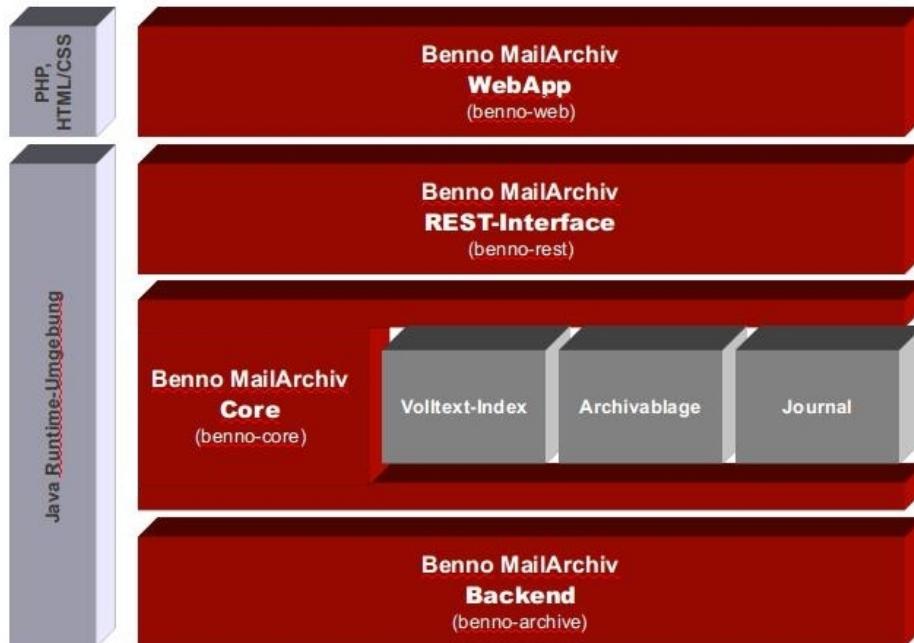 PHP,
HTML/CSS
Benno MailArchiv
WebApp
(benno-web)
Java Runtime-Umgebung
Benno MailArchiv
REST-Interface
(benno-rest)
Benno MailArchiv
Core
(benno-core)
Volltext-Index
Archivablage
Journal
Benno MailArchiv
Backend
(benno-archive)